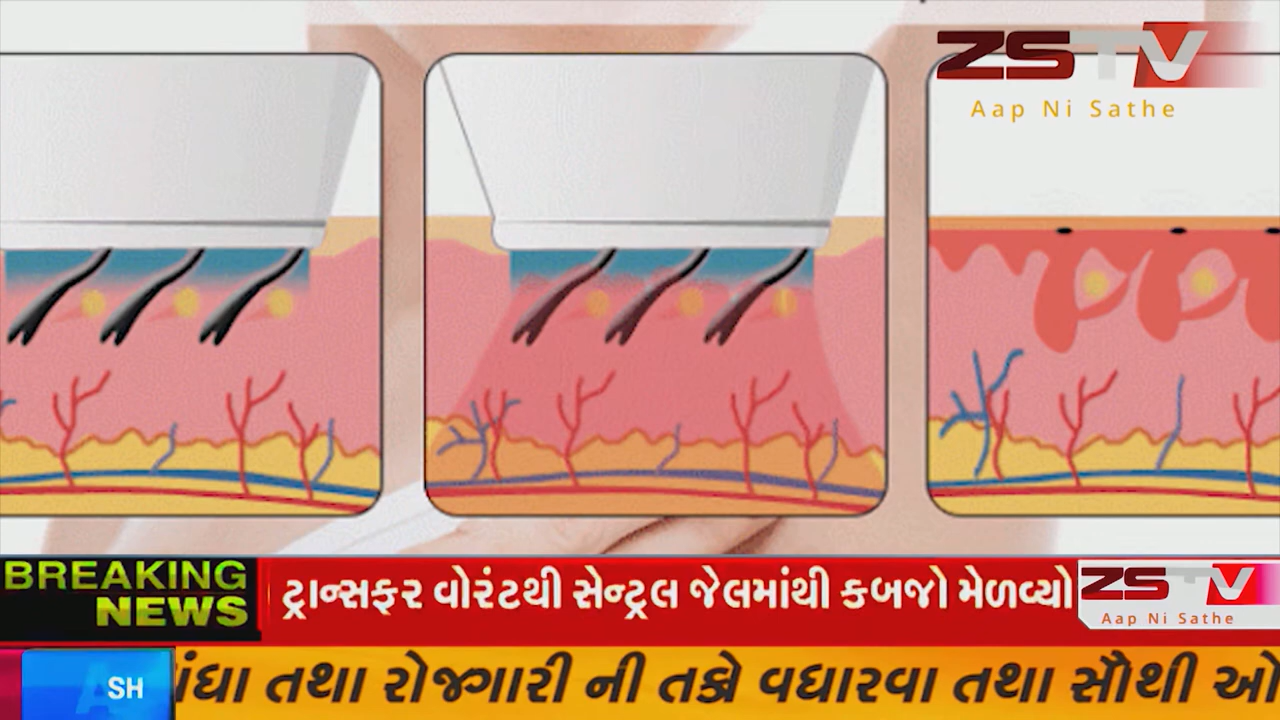 ZSTV
Aap Ni Sathe
BREAKING
NEWS
ટ્રાન્સફર વોરંટથી સેન્ટ્રલ જેલમાંથી કબજો મેળવ્યો
ZSTV
Aap Ni Sathe
SH
તથા રોજગારી ની તકો વધારવા તથા સૌથી